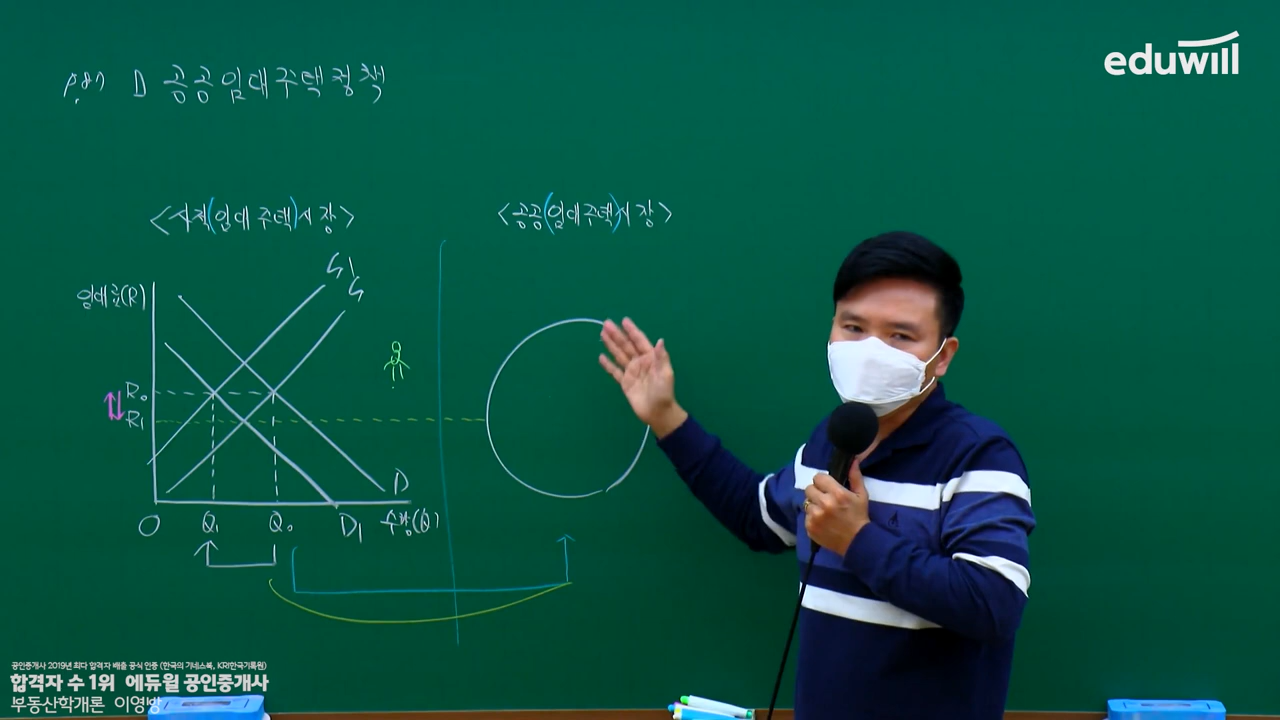 eduwill
P.87 D 공공임대주택정책
<사적(임대주택)시장>
<공공(임대주택)시장>
S1
S
임대료(R)
R₀
R₁
D
O Q₁ Q₀ D₁ 수량(Q)
공인중개사 2019년 최다 합격자 배출 공식 인증 (한국의 기네스북, KRI한국기록원)
합격자 수 1위 에듀윌 공인중개사
부동산학개론 이영방